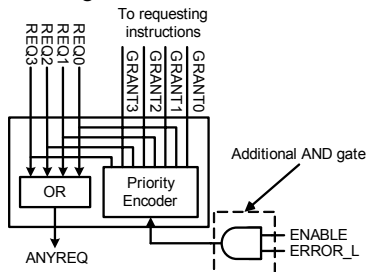 To requesting
instructions
REQ3
REQ2
REQ1
REQ0
GRANT3
GRANT2
GRANT1
GRANT0
OR
Priority
Encoder
Additional AND gate
ENABLE
ERROR_L
ANYREQ